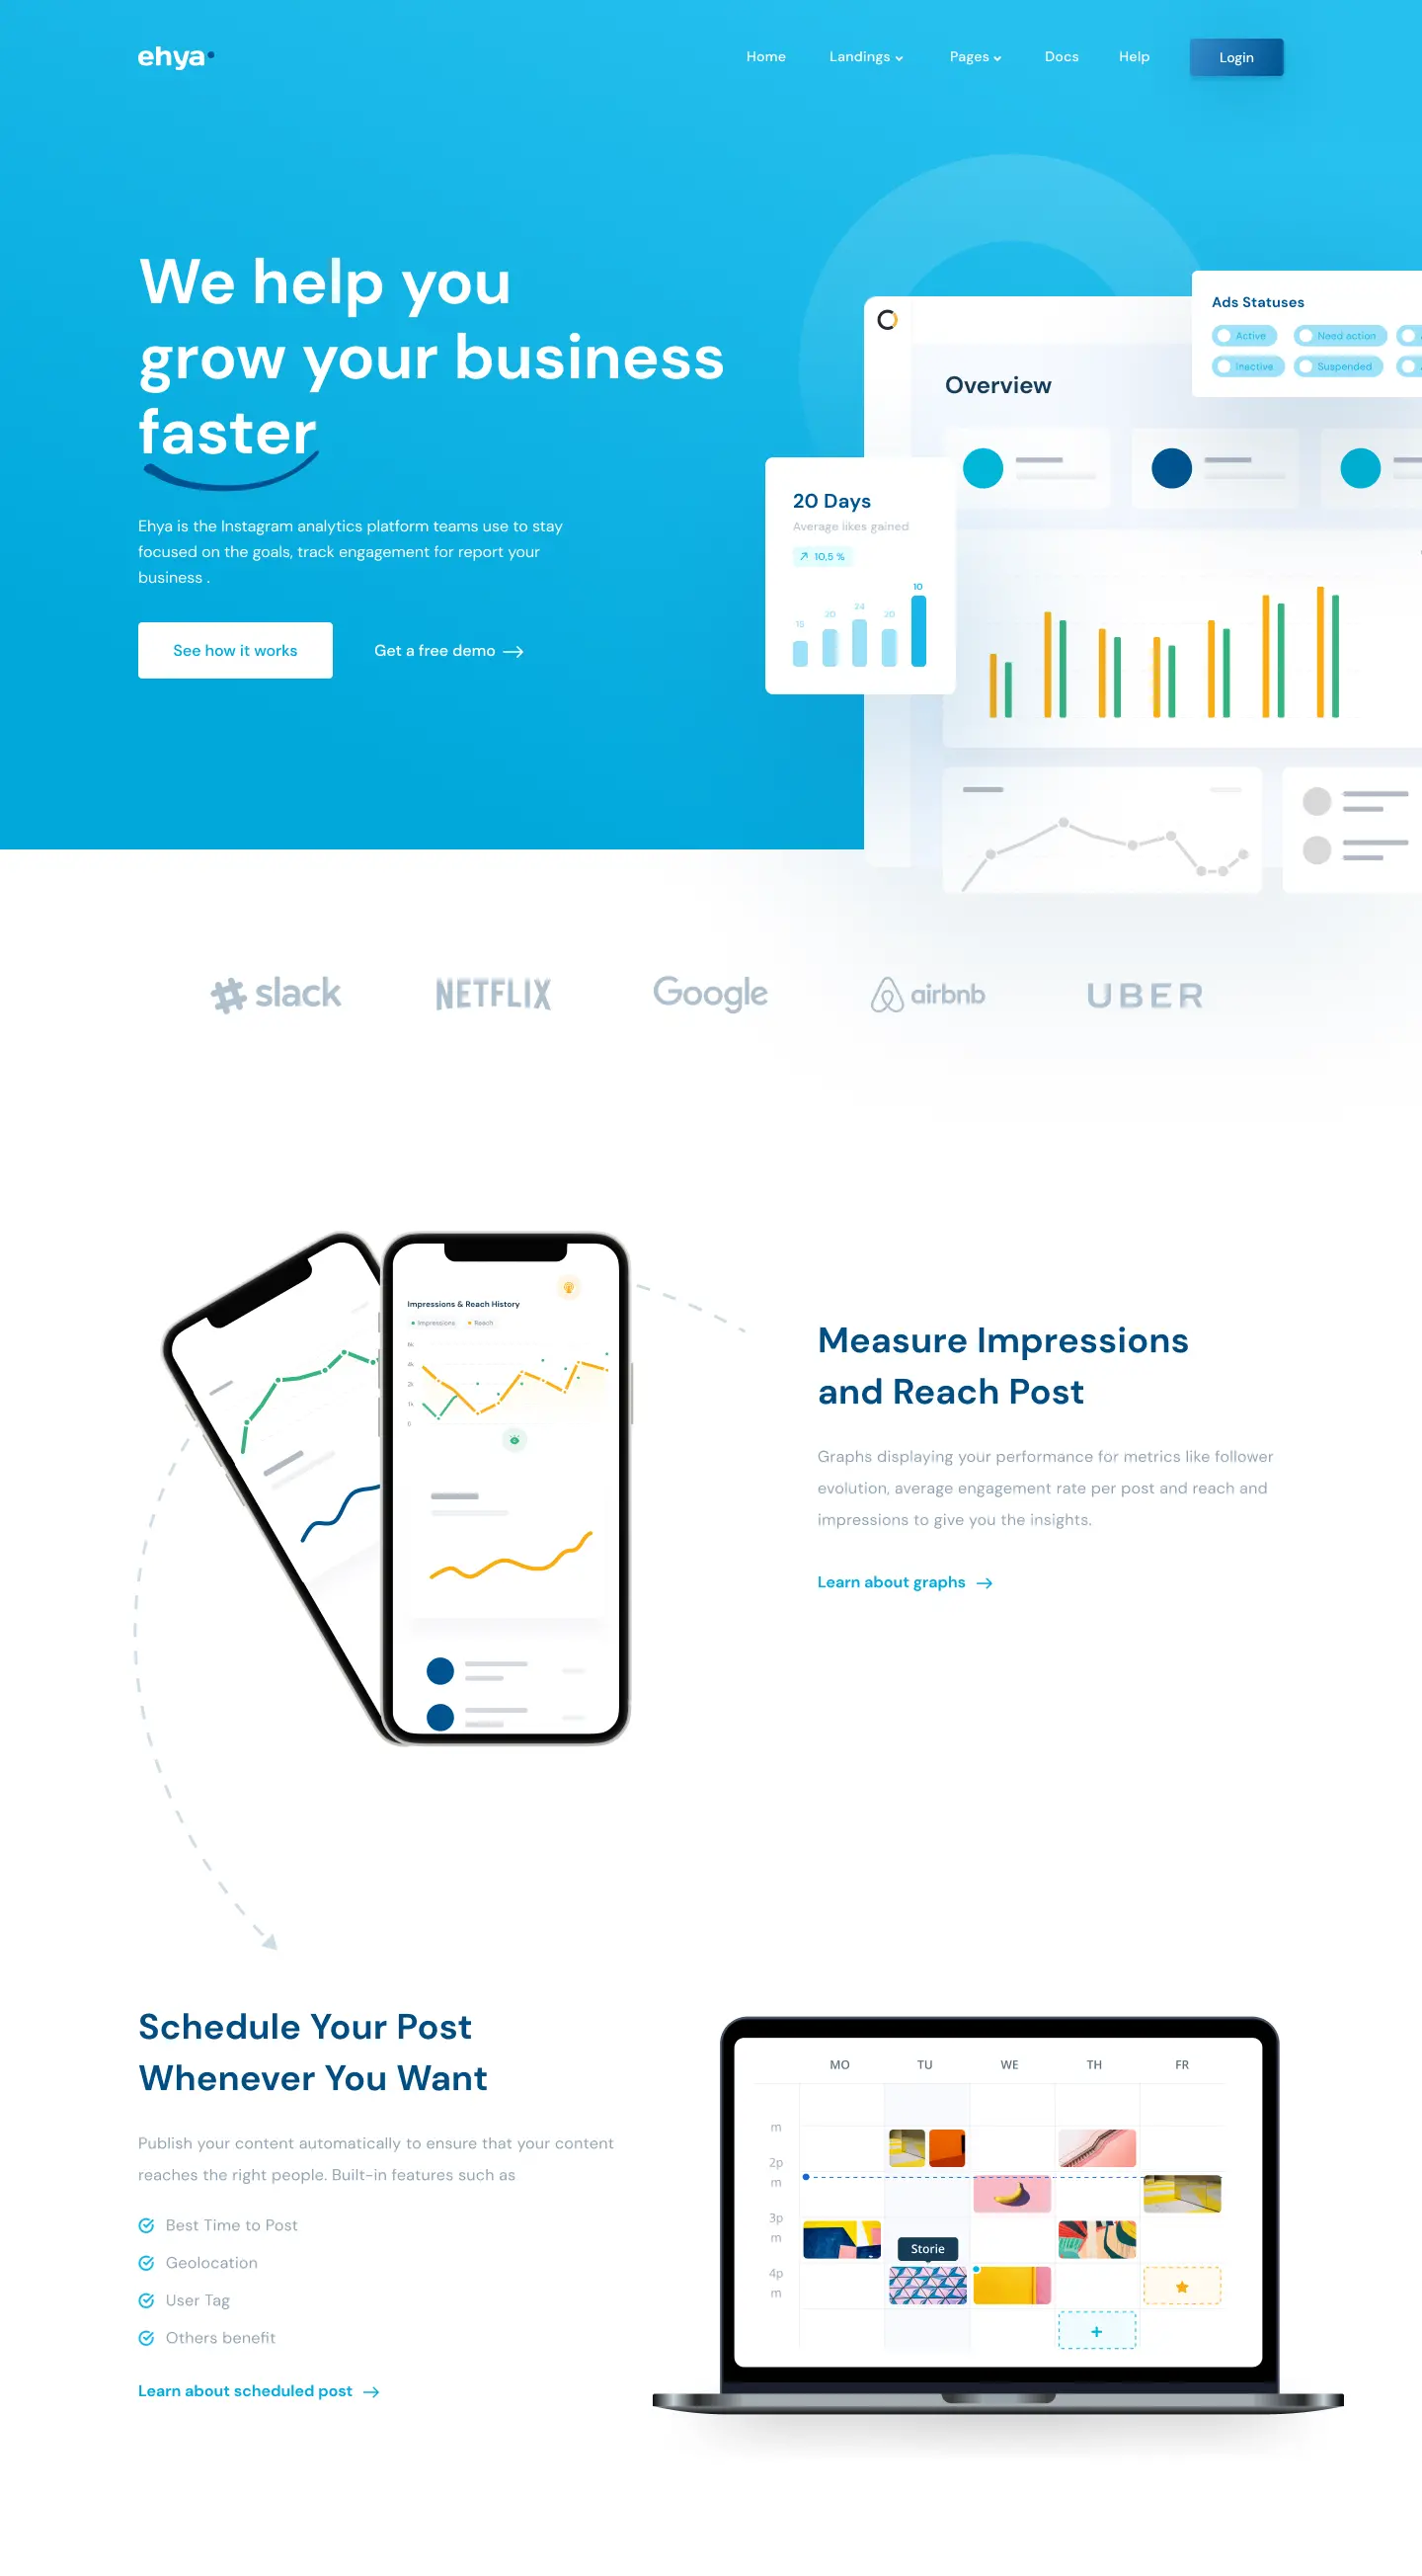 ehya
Home Landings Pages Docs Help Login
We help you
grow your business
faster
Ehya is the Instagram analytics platform teams use to stay
focused on the goals, track engagement for report your
business .
See how it works
Get a free demo
Ads Statuses
Active Need action
Inactive Suspended
Overview
20 Days
Average likes gained
10,5 %
15 20 24 20 10
slack NETFLIX Google airbnb UBER
Impressions & Reach History
Impressions Reach
6k
4k
2k
1k
0
Measure Impressions
and Reach Post
Graphs displaying your performance for metrics like follower
evolution, average engagement rate per post and reach and
impressions to give you the insights.
Learn about graphs
Schedule Your Post
Whenever You Want
Publish your content automatically to ensure that your content
reaches the right people. Built-in features such as
Best Time to Post
Geolocation
User Tag
Others benefit
Learn about scheduled post
MO TU WE TH FR
m
2p
m
3p
m
4p
m
Storie